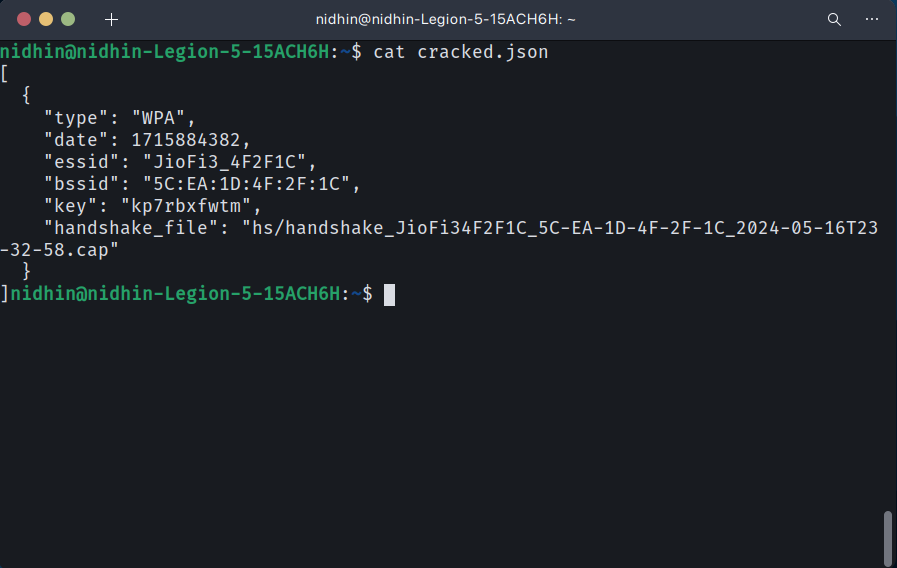 nidhin@nidhin-Legion-5-15ACH6H: ~
nidhin@nidhin-Legion-5-15ACH6H:~$ cat cracked.json
[
  {
    "type": "WPA",
    "date": 1715884382,
    "essid": "JioFi3_4F2F1C",
    "bssid": "5C:EA:1D:4F:2F:1C",
    "key": "kp7rbxfwtm",
    "handshake_file": "hs/handshake_JioFi34F2F1C_5C-EA-1D-4F-2F-1C_2024-05-16T23
-32-58.cap"
  }
]nidhin@nidhin-Legion-5-15ACH6H:~$